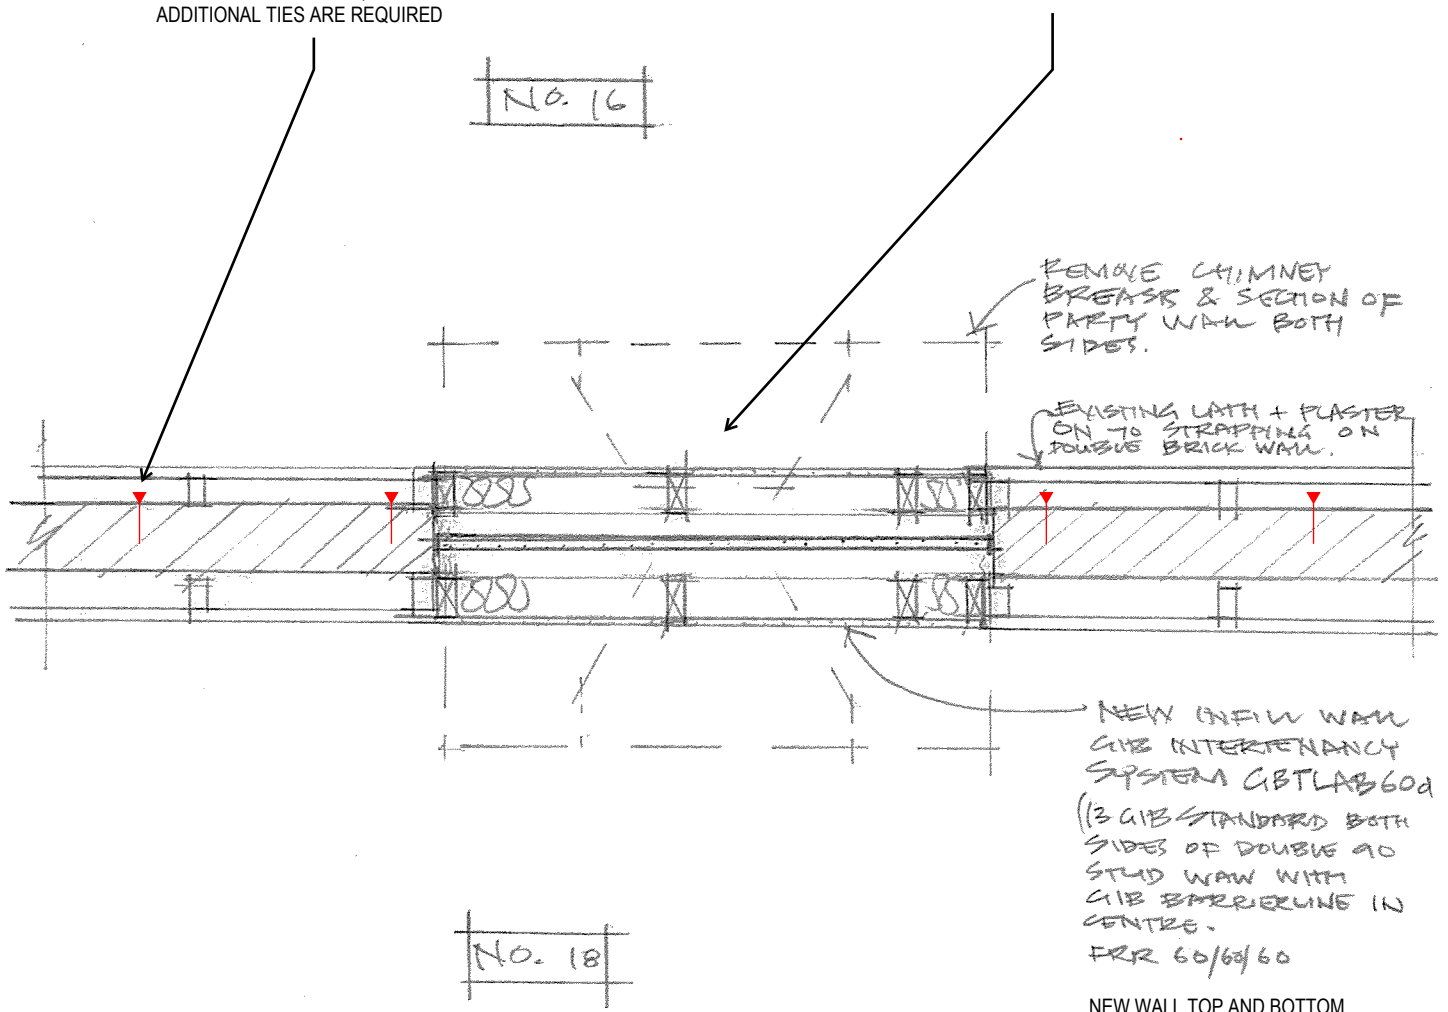 ADDITIONAL TIES ARE REQUIRED
NO. 16
REMOVE CHIMNEY
BREAST & SECTION OF
PARTY WALL BOTH
SIDES.
EXISTING LATH + PLASTER
ON 70 STRAPPING ON
DOUBLE BRICK WALL.
NEW INFILL WALL
GIB INTERTENANCY
SYSTEM GBTLAB60d
(13 GIB STANDARD BOTH
SIDES OF DOUBLE 90
STUD WALL WITH
GIB BARRIERLINE IN
CENTRE.
FRR 60/60/60
NO. 18
NEW WALL TOP AND BOTTOM